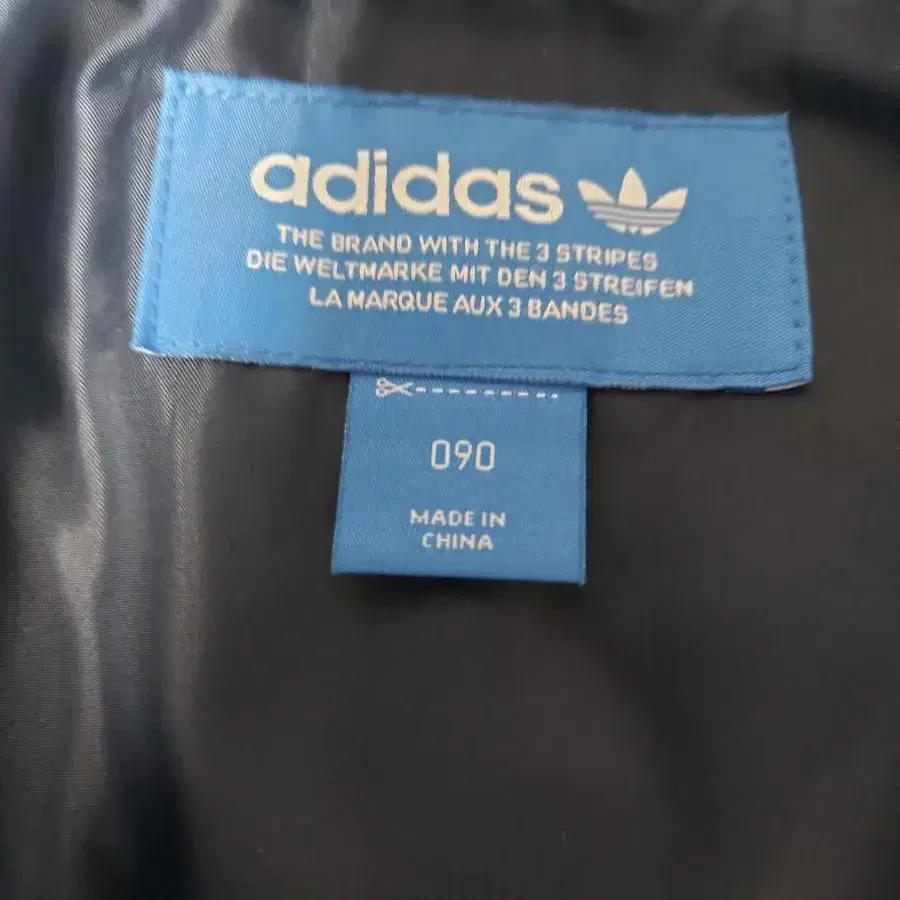 adidas
THE BRAND WITH THE 3 STRIPES
DIE WELTMARKE MIT DEN 3 STREIFEN
LA MARQUE AUX 3 BANDES
090
MADE IN
CHINA